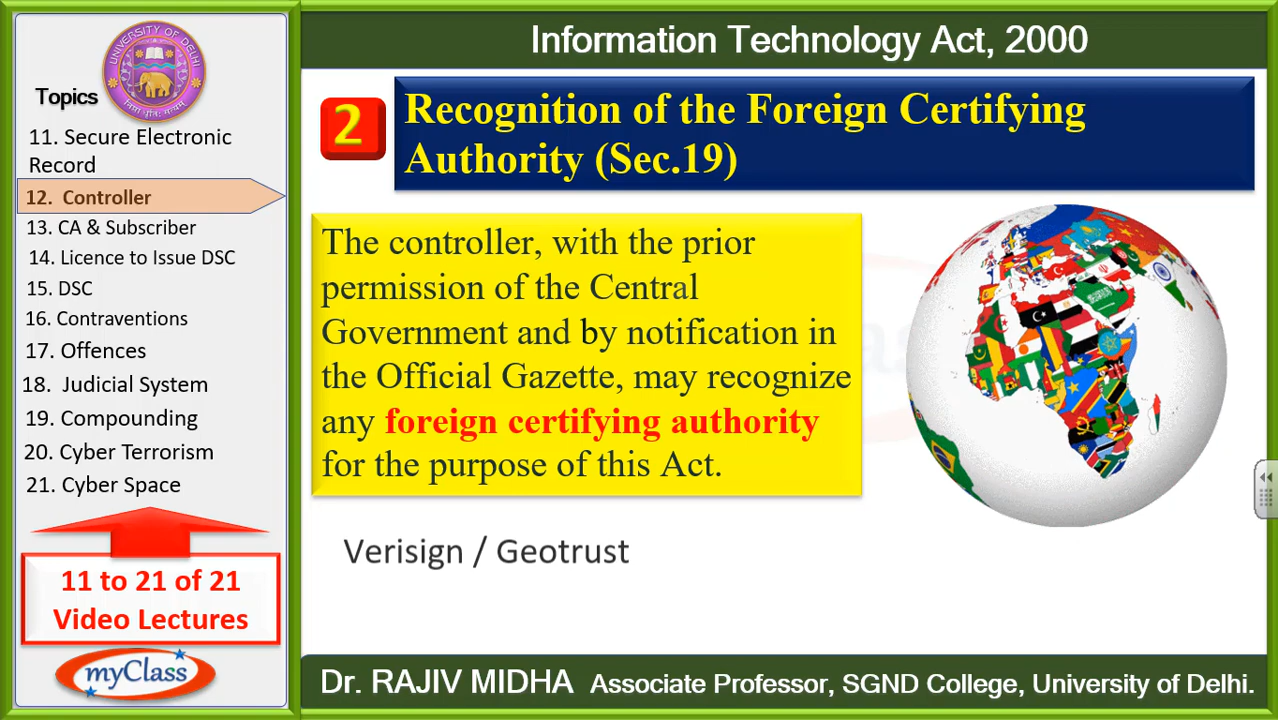 Information Technology Act, 2000
UNIVERSITY OF DELHI
Topics
11. Secure Electronic
Record
12. Controller
13. CA & Subscriber
14. Licence to Issue DSC
15. DSC
16. Contraventions
17. Offences
18. Judicial System
19. Compounding
20. Cyber Terrorism
21. Cyber Space
11 to 21 of 21
Video Lectures
myClass
2
Recognition of the Foreign Certifying
Authority (Sec.19)
The controller, with the prior
permission of the Central
Government and by notification in
the Official Gazette, may recognize
any foreign certifying authority
for the purpose of this Act.
Verisign / Geotrust
Dr. RAJIV MIDHA Associate Professor, SGND College, University of Delhi.